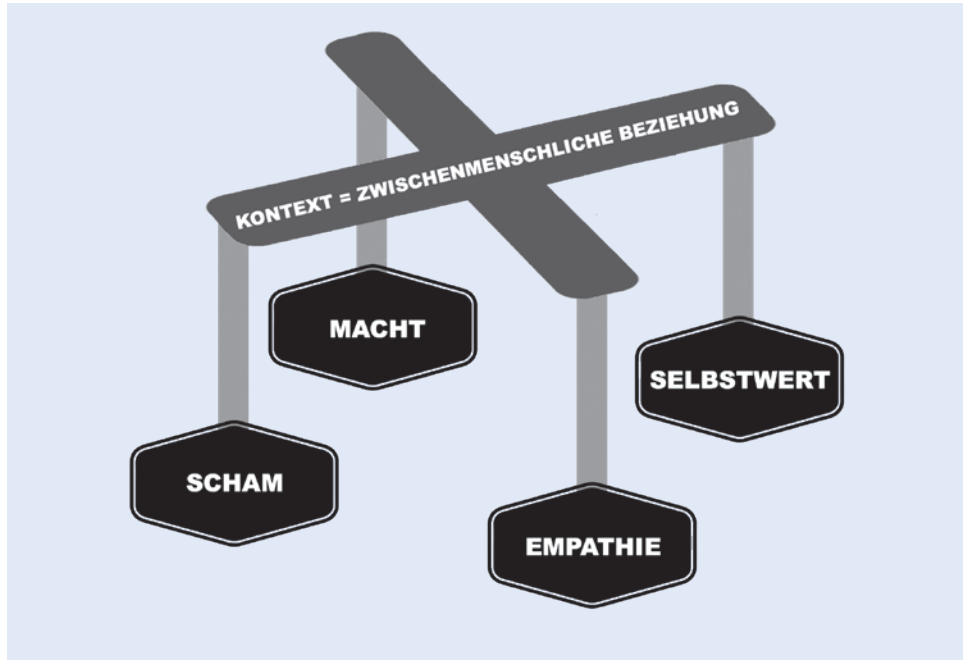 KONTEXT = ZWISCHENMENSCHLICHE BEZIEHUNG
MACHT
SELBSTWERT
SCHAM
EMPATHIE